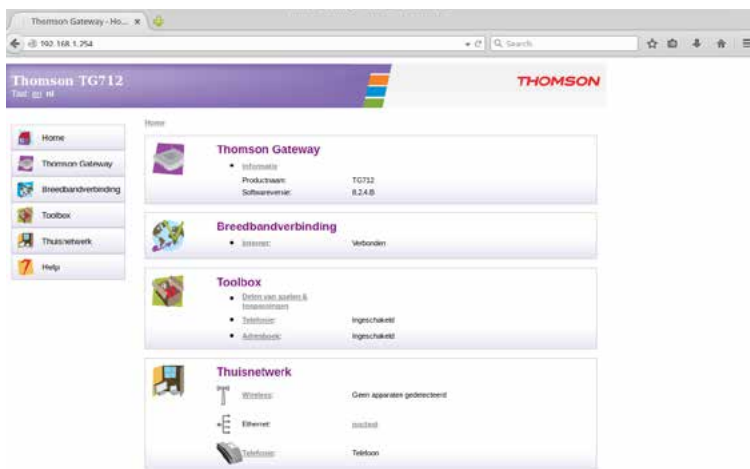 Thomson Gateway - Ho...
192.168.1.254
Search
Thomson TG712
Taal: en nl
THOMSON
Home
Home
Thomson Gateway
Breedbandverbinding
Toolbox
Thuisnetwerk
Help
Thomson Gateway
Informatie
Productnaam: TG712
Softwareversie: 8.2.4.B
Breedbandverbinding
Internet: Verbonden
Toolbox
Delen van spelen &
toepassingen
Telefonie: Ingeschakeld
Adresboek: Ingeschakeld
Thuisnetwerk
Wireless: Geen apparaten gedetecteerd
Ethernet:
Telefonie: Telefoon